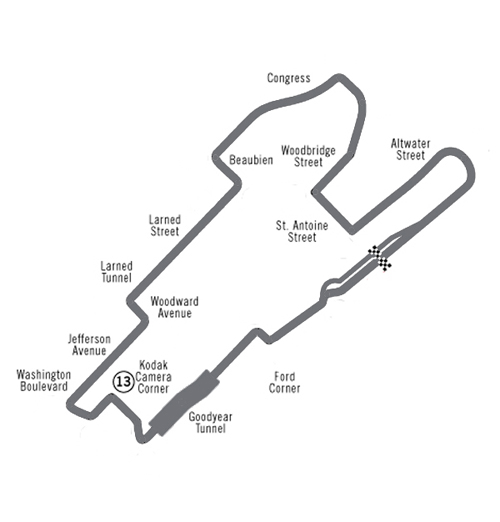 Congress
Altwater
Street
Woodbridge
Street
Beaubien
Larned
Street
St. Antoine
Street
Larned
Tunnel
Woodward
Avenue
Jefferson
Avenue
Washington
Boulevard
13
Kodak
Camera
Corner
Ford
Corner
Goodyear
Tunnel